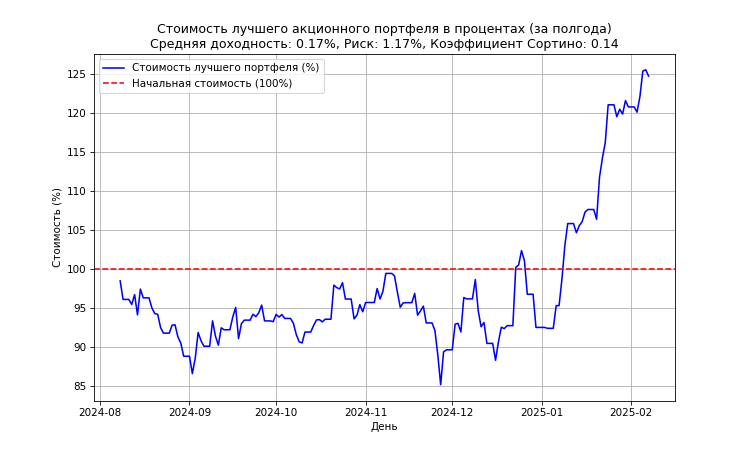 Стоимость лучшего акционного портфеля в процентах (за полгода)
Средняя доходность: 0.17%, Риск: 1.17%, Коэффициент Сортино: 0.14
Стоимость лучшего портфеля (%)
Начальная стоимость (100%)
Стоимость (%)
125
120
115
110
105
100
95
90
85
2024-08
2024-09
2024-10
2024-11
2024-12
2025-01
2025-02
День